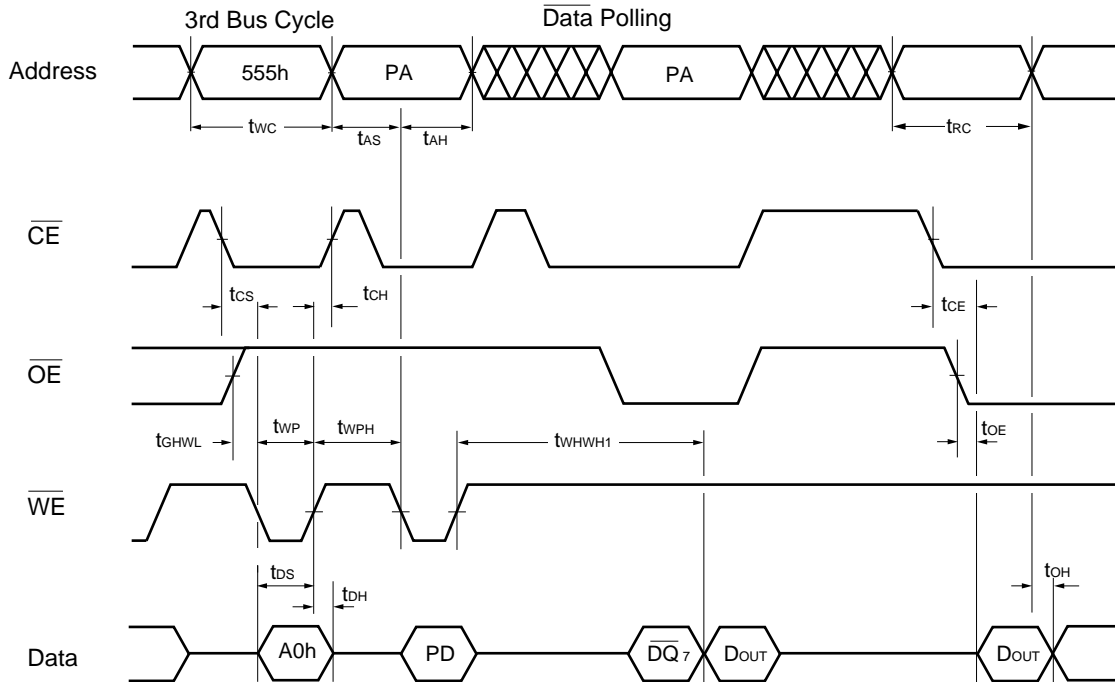 3rd Bus Cycle
Data Polling
Address
555h
PA
PA
tWC
tAS
tAH
tRC
CE
tCS
tCH
tCE
OE
tGHWL
tWP
tWPH
tWHWH1
tOE
WE
tDS
tDH
tOH
Data
A0h
PD
DQ7
DOUT
DOUT